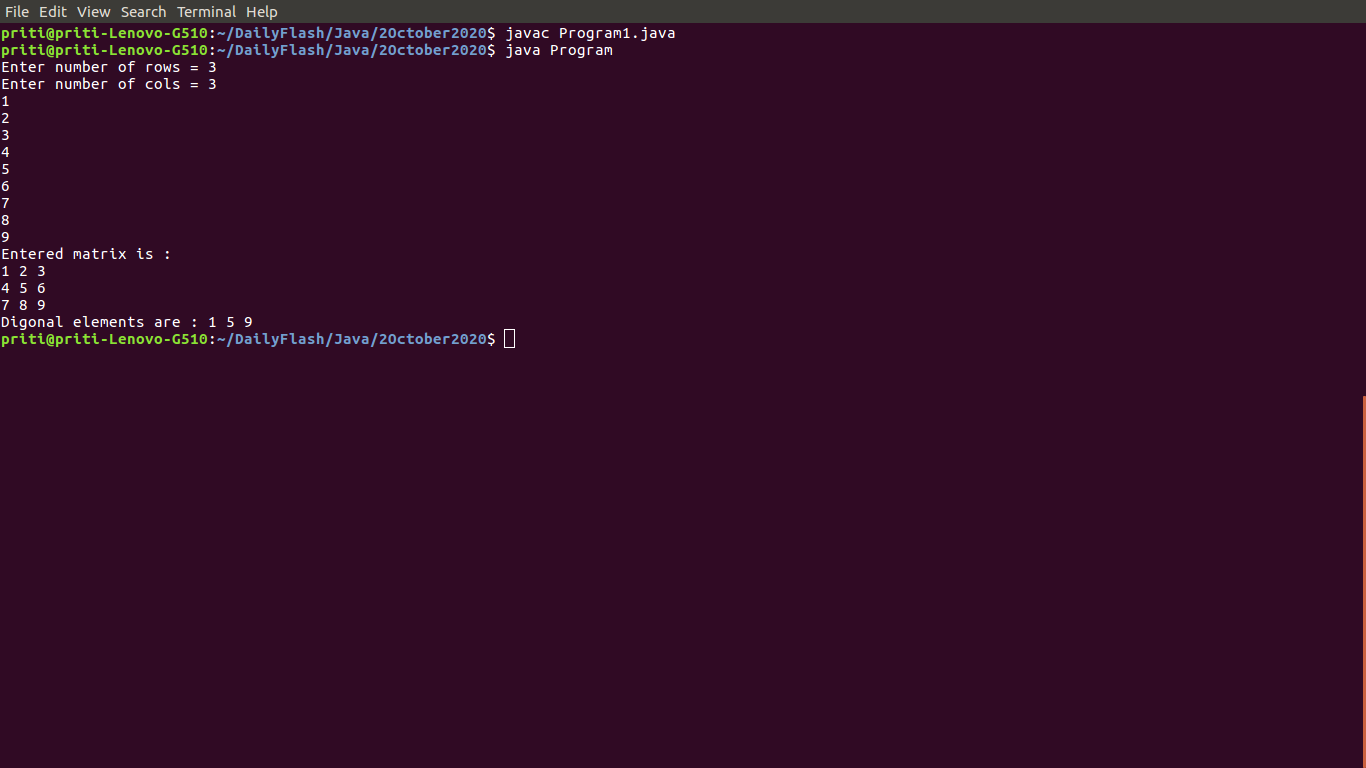 File Edit View Search Terminal Help
priti@priti-Lenovo-G510:~/DailyFlash/Java/2October2020$ javac Program1.java
priti@priti-Lenovo-G510:~/DailyFlash/Java/2October2020$ java Program
Enter number of rows = 3
Enter number of cols = 3
1
2
3
4
5
6
7
8
9
Entered matrix is :
1 2 3
4 5 6
7 8 9
Digonal elements are : 1 5 9
priti@priti-Lenovo-G510:~/DailyFlash/Java/2October2020$